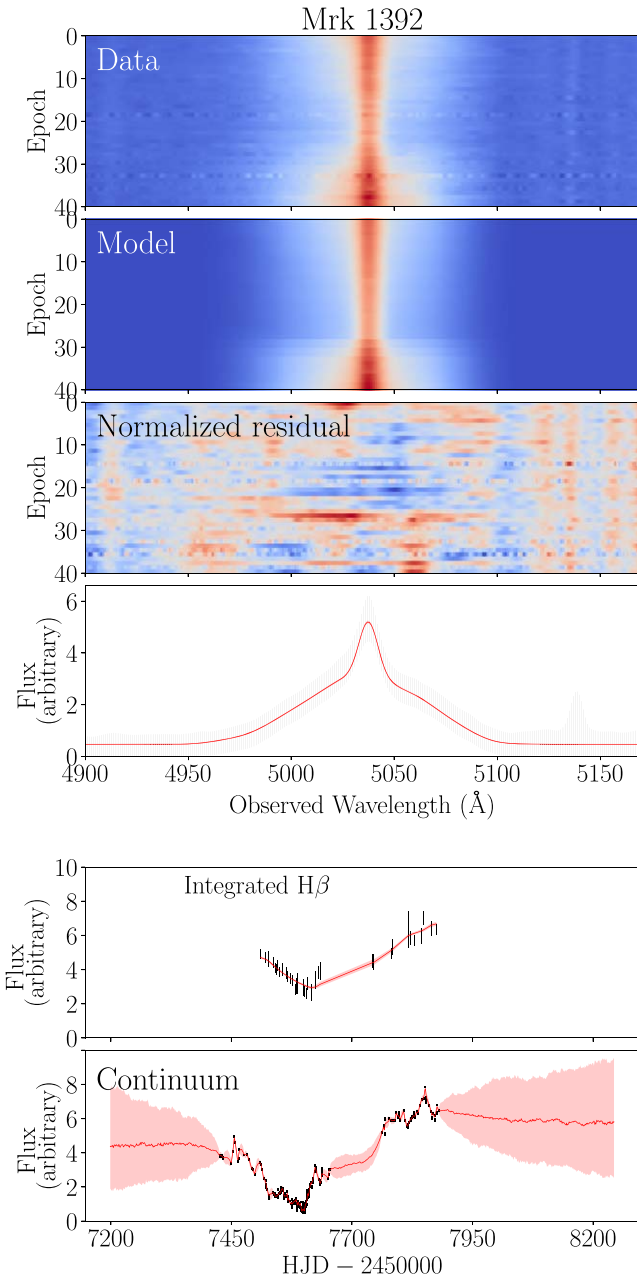 Mrk 1392
0
Data
10
Epoch
20
30
40
0
Model
10
Epoch
20
30
40
0
Normalized residual
10
Epoch
20
30
40
6
Flux
(arbitrary)
4
2
0
4900 4950 5000 5050 5100 5150
Observed Wavelength (Å)
10
Integrated Hβ
8
Flux
(arbitrary)
6
4
2
0
Continuum
8
Flux
(arbitrary)
6
4
2
0
7200 7450 7700 7950 8200
HJD − 2450000